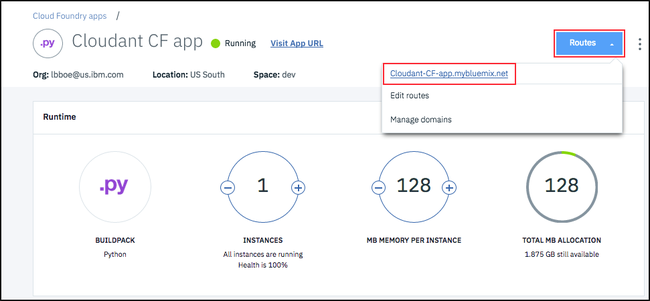 Cloud Foundry apps /
.py
Cloudant CF app
Running
Visit App URL
Routes
Org: lbboe@us.ibm.com
Location: US South
Space: dev
Cloudant-CF-app.mybluemix.net
Edit routes
Manage domains
Runtime
.py
1
128
128
BUILDPACK
INSTANCES
MB MEMORY PER INSTANCE
TOTAL MB ALLOCATION
Python
All instances are running
1.875 GB still available
Health is 100%